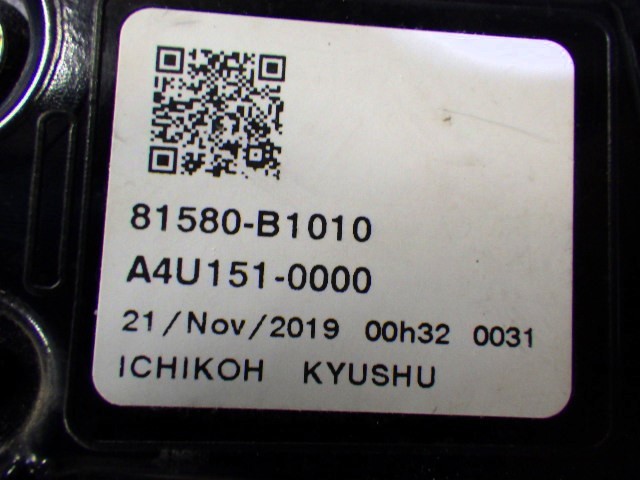 81580-B1010
A4U151-0000
21/Nov/2019 00h32 0031
ICHIKOH KYUSHU